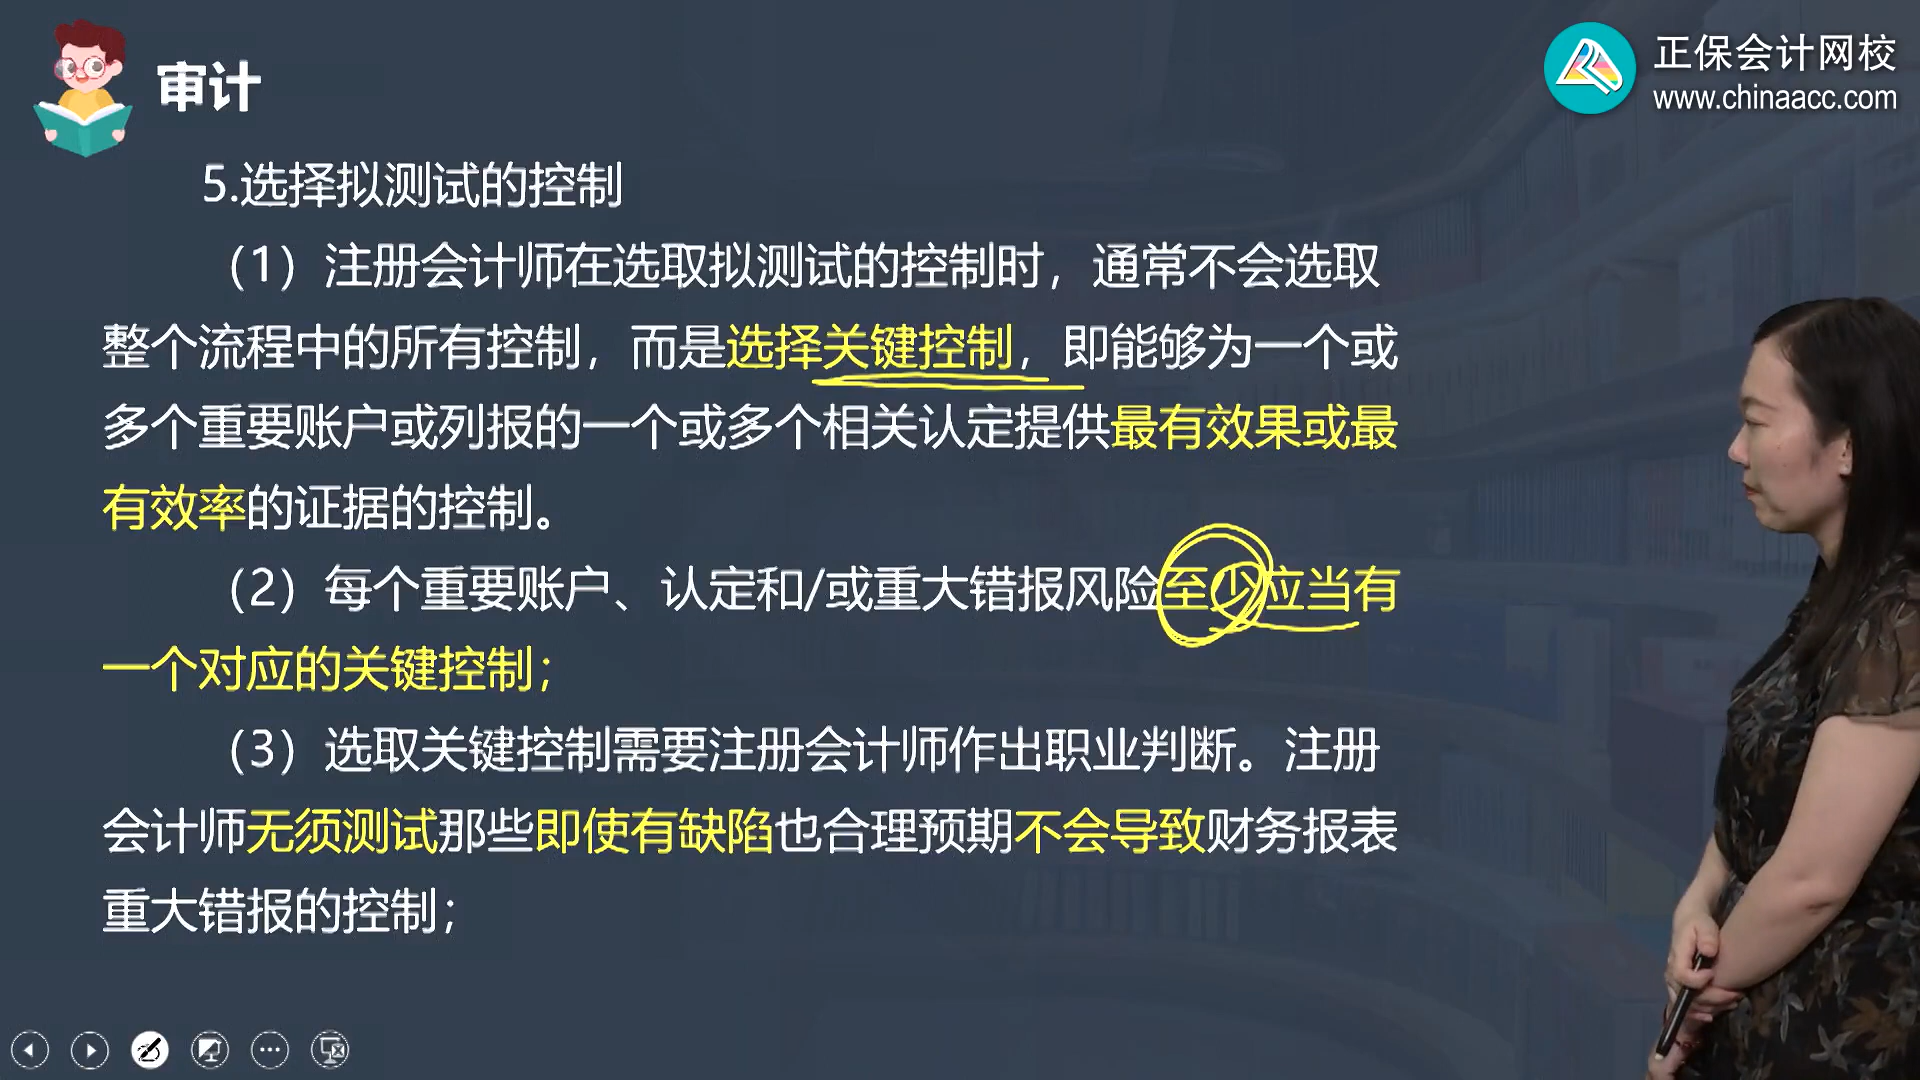 审计
正保会计网校
www.chinaacc.com
5.选择拟测试的控制
（1）注册会计师在选取拟测试的控制时，通常不会选取
整个流程中的所有控制，而是选择关键控制，即能够为一个或
多个重要账户或列报的一个或多个相关认定提供最有效果或最
有效率的证据的控制。
（2）每个重要账户、认定和/或重大错报风险至少应当有
一个对应的关键控制；
（3）选取关键控制需要注册会计师作出职业判断。注册
会计师无须测试那些即使有缺陷也合理预期不会导致财务报表
重大错报的控制；